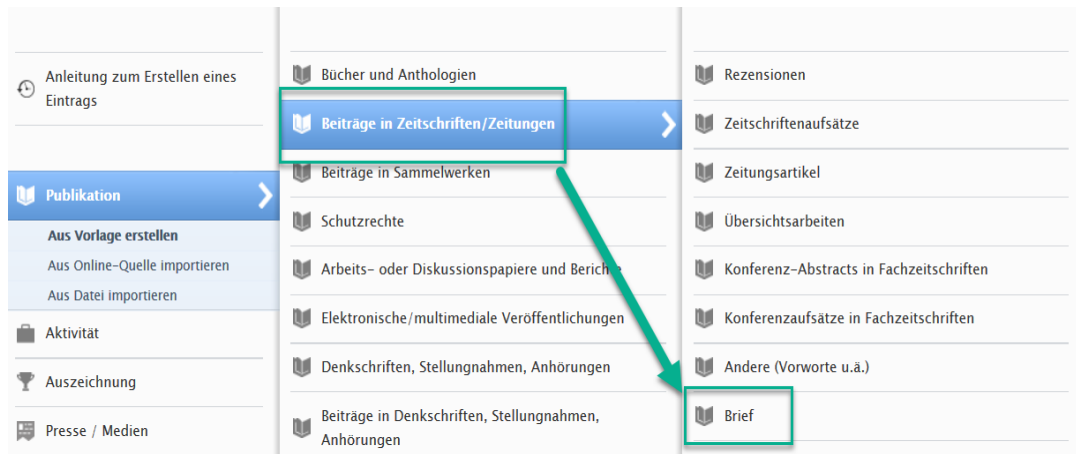 Anleitung zum Erstellen eines
Eintrags
Publikation
Aus Vorlage erstellen
Aus Online-Quelle importieren
Aus Datei importieren
Aktivität
Auszeichnung
Presse / Medien
Bücher und Anthologien
Beiträge in Zeitschriften/Zeitungen
Beiträge in Sammelwerken
Schutzrechte
Arbeits- oder Diskussionspapiere und Berichte
Elektronische/multimediale Veröffentlichungen
Denkschriften, Stellungnahmen, Anhörungen
Beiträge in Denkschriften, Stellungnahmen,
Anhörungen
Rezensionen
Zeitschriftenaufsätze
Zeitungsartikel
Übersichtsarbeiten
Konferenz-Abstracts in Fachzeitschriften
Konferenzaufsätze in Fachzeitschriften
Andere (Vorworte u.ä.)
Brief